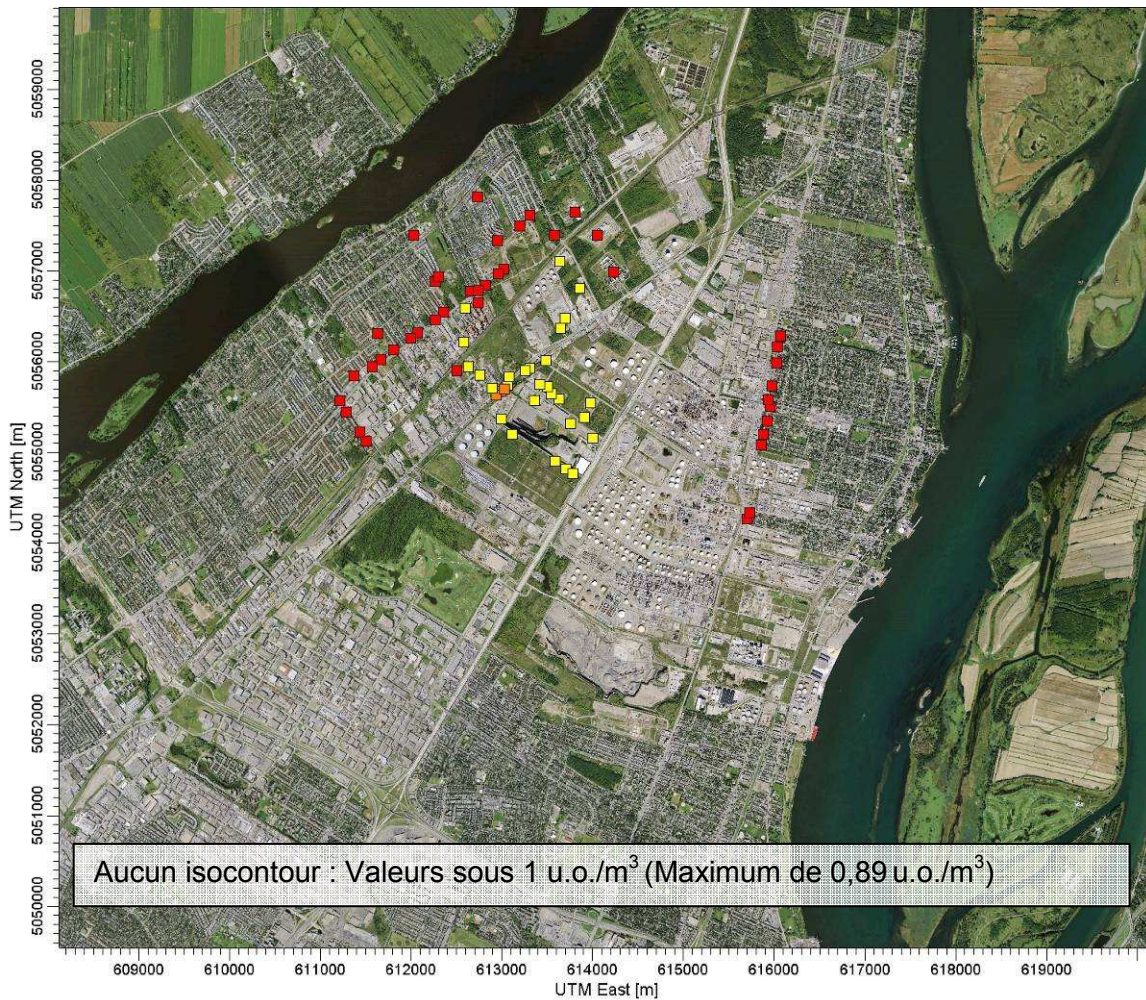 5059000
5058000
5057000
5056000
5055000
5054000
5053000
5052000
5051000
5050000
UTM North [m]
Aucun isocontour : Valeurs sous 1 u.o./m³ (Maximum de 0,89 u.o./m³)
609000 610000 611000 612000 613000 614000 615000 616000 617000 618000 619000
UTM East [m]